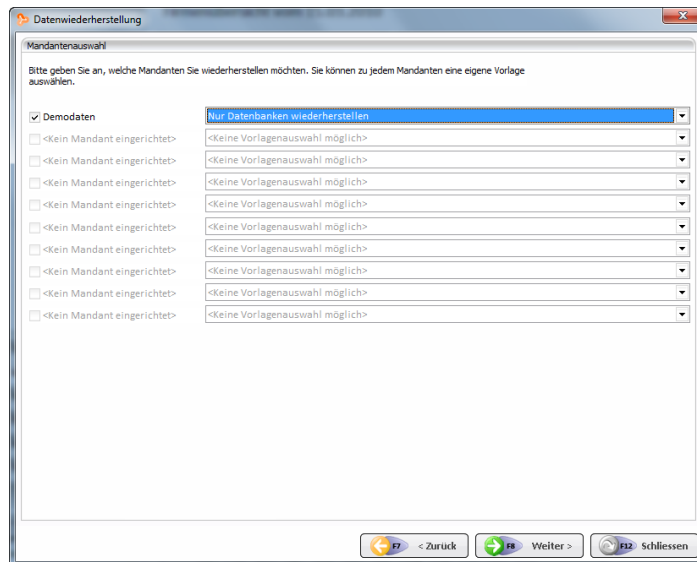 Datenwiederherstellung
Mandantenauswahl
Bitte geben Sie an, welche Mandanten Sie wiederherstellen möchten. Sie können zu jedem Mandanten eine eigene Vorlage
auswählen.
Demodaten Nur Datenbanken wiederherstellen
<Kein Mandant eingerichtet> <Keine Vorlagenauswahl möglich>
<Kein Mandant eingerichtet> <Keine Vorlagenauswahl möglich>
<Kein Mandant eingerichtet> <Keine Vorlagenauswahl möglich>
<Kein Mandant eingerichtet> <Keine Vorlagenauswahl möglich>
<Kein Mandant eingerichtet> <Keine Vorlagenauswahl möglich>
<Kein Mandant eingerichtet> <Keine Vorlagenauswahl möglich>
<Kein Mandant eingerichtet> <Keine Vorlagenauswahl möglich>
<Kein Mandant eingerichtet> <Keine Vorlagenauswahl möglich>
<Kein Mandant eingerichtet> <Keine Vorlagenauswahl möglich>
F7 < Zurück F8 Weiter > F12 Schliessen